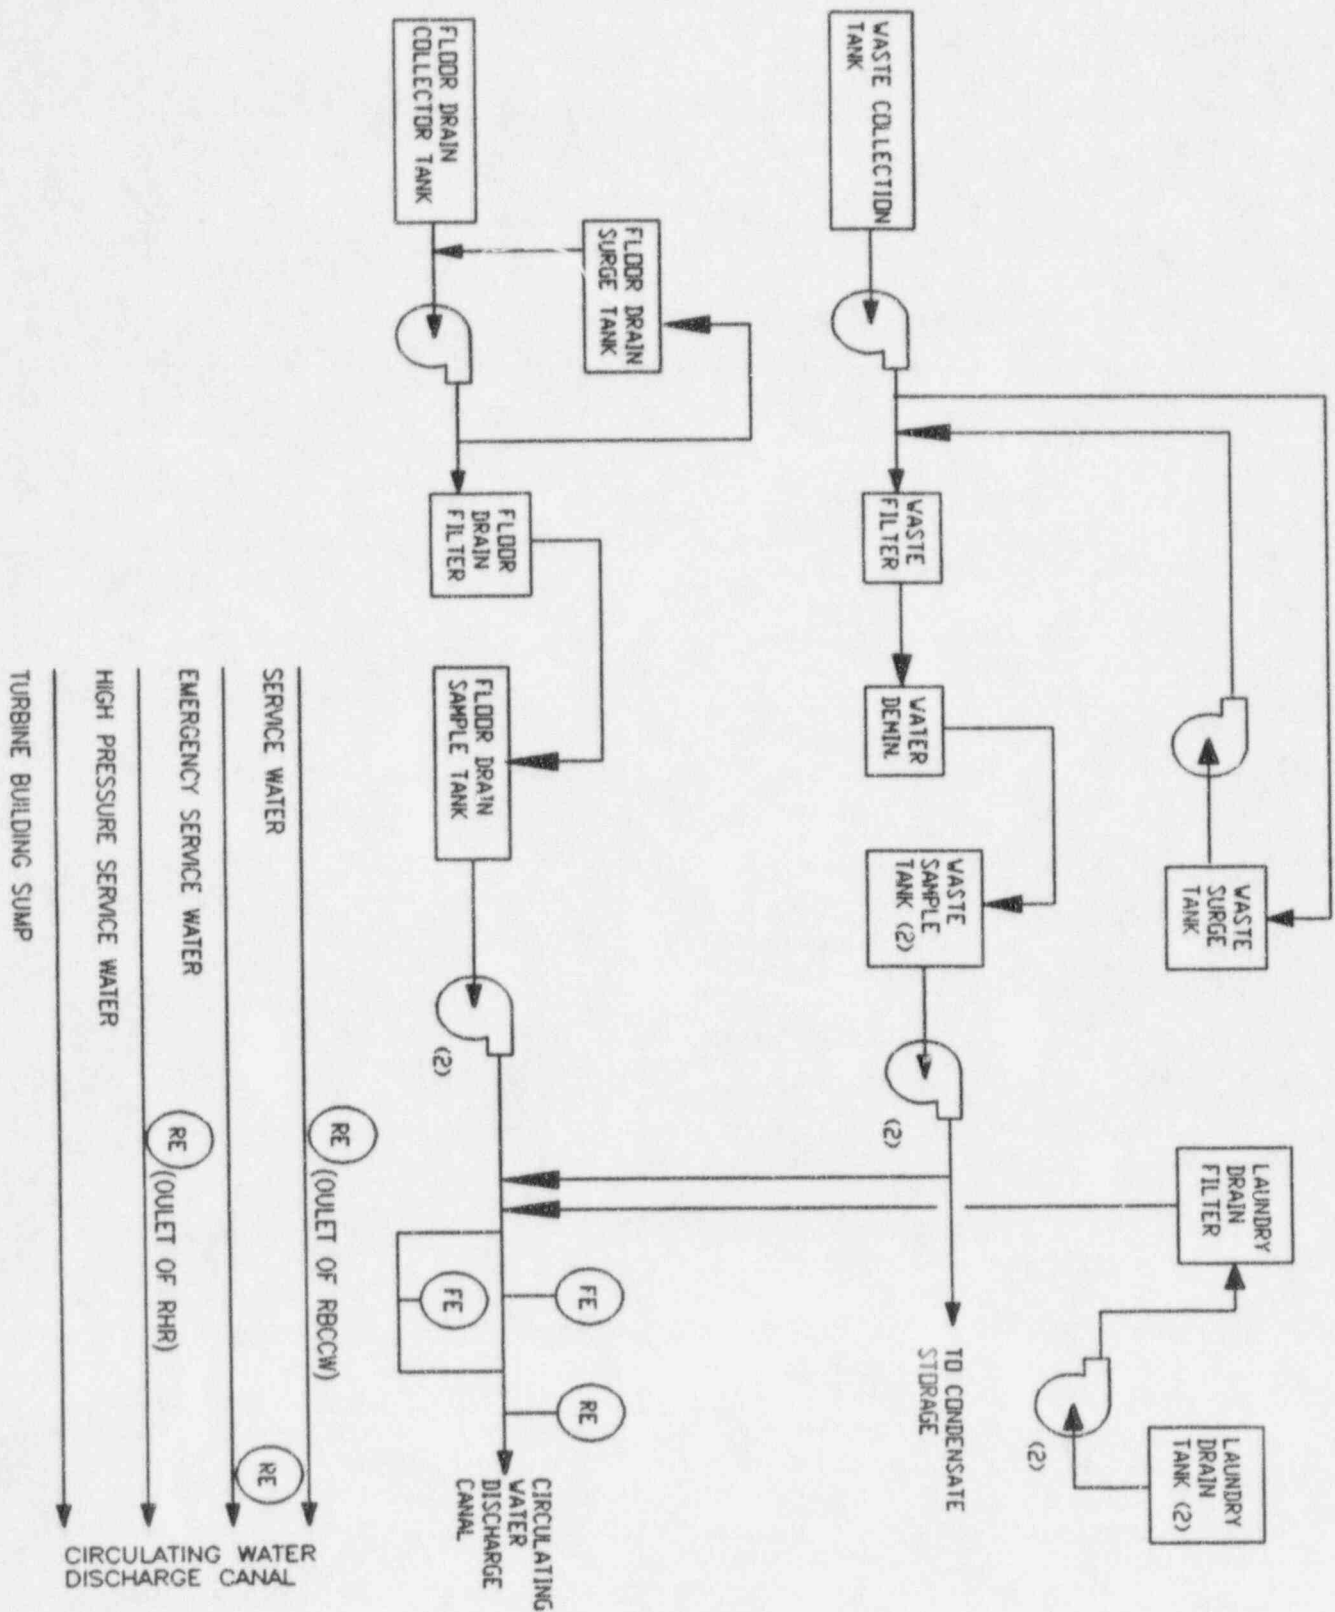 WASTE COLLECTION
TANK
WASTE
SURGE
TANK
WASTE
FILTER
WATER
DEMIN.
WASTE
SAMPLE
TANK (2)
(2)
LAUNDRY
DRAIN
FILTER
LAUNDRY
DRAIN
TANK (2)
(2)
TO CONDENSATE
STORAGE
FLOOR DRAIN
SURGE TANK
FLOOR DRAIN
COLLECTOR TANK
FLOOR
DRAIN
FILTER
FLOOR DRAIN
SAMPLE TANK
(2)
FE
FE
RE
CIRCULATING
WATER
DISCHARGE
CANAL
SERVICE WATER
RE
(OULET OF RBCCW)
EMERGENCY SERVICE WATER
RE
HIGH PRESSURE SERVICE WATER
RE
(OULET OF RHR)
TURBINE BUILDING SUMP
CIRCULATING WATER
DISCHARGE CANAL